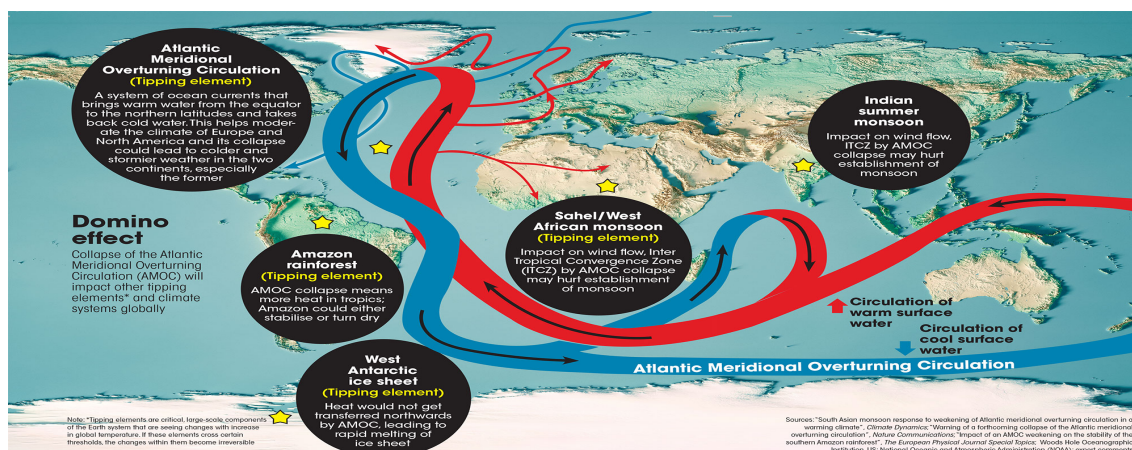 Atlantic
Meridional
Overturning Circulation
(Tipping element)
A system of ocean currents that
brings warm water from the equator
to the northern latitudes and takes
back cold water. This helps moder-
ate the climate of Europe and
North America and its collapse
could lead to colder and
stormier weather in the two
continents, especially
the former
Indian
summer
monsoon
Impact on wind flow,
ITCZ by AMOC
collapse may hurt
establishment of
monsoon
Domino
effect
Collapse of the Atlantic
Meridional Overturning
Circulation (AMOC) will
impact other tipping
elements* and climate
systems globally
Amazon
rainforest
(Tipping element)
AMOC collapse means
more heat in tropics;
Amazon could either
stabilise or turn dry
Sahel/West
African monsoon
(Tipping element)
Impact on wind flow, Inter
Tropical Convergence Zone
(ITCZ) by AMOC collapse
may hurt establishment
of monsoon
Circulation of
warm surface
water
Circulation of
cool surface
water
Atlantic Meridional Overturning Circulation
West
Antarctic
ice sheet
(Tipping element)
Heat would not get
transferred northwards
by AMOC, leading to
rapid melting of
ice sheet
Note: *Tipping elements are critical, large-scale components
of the Earth system that are seeing changes with increase
in global temperature. If these elements cross certain
thresholds, the changes within them become irreversible
Sources: "South Asian monsoon response to weakening of Atlantic meridional overturning circulation in a
warming climate", Climate Dynamics; "Warning of a forthcoming collapse of the Atlantic meridional
overturning circulation", Nature Communications; "Impact of an AMOC weakening on the stability of the
southern Amazon rainforest", The European Physical Journal Special Topics; Woods Hole Oceanographic
Institution, US; National Oceanic and Atmospheric Administration (NOAA); expert comments